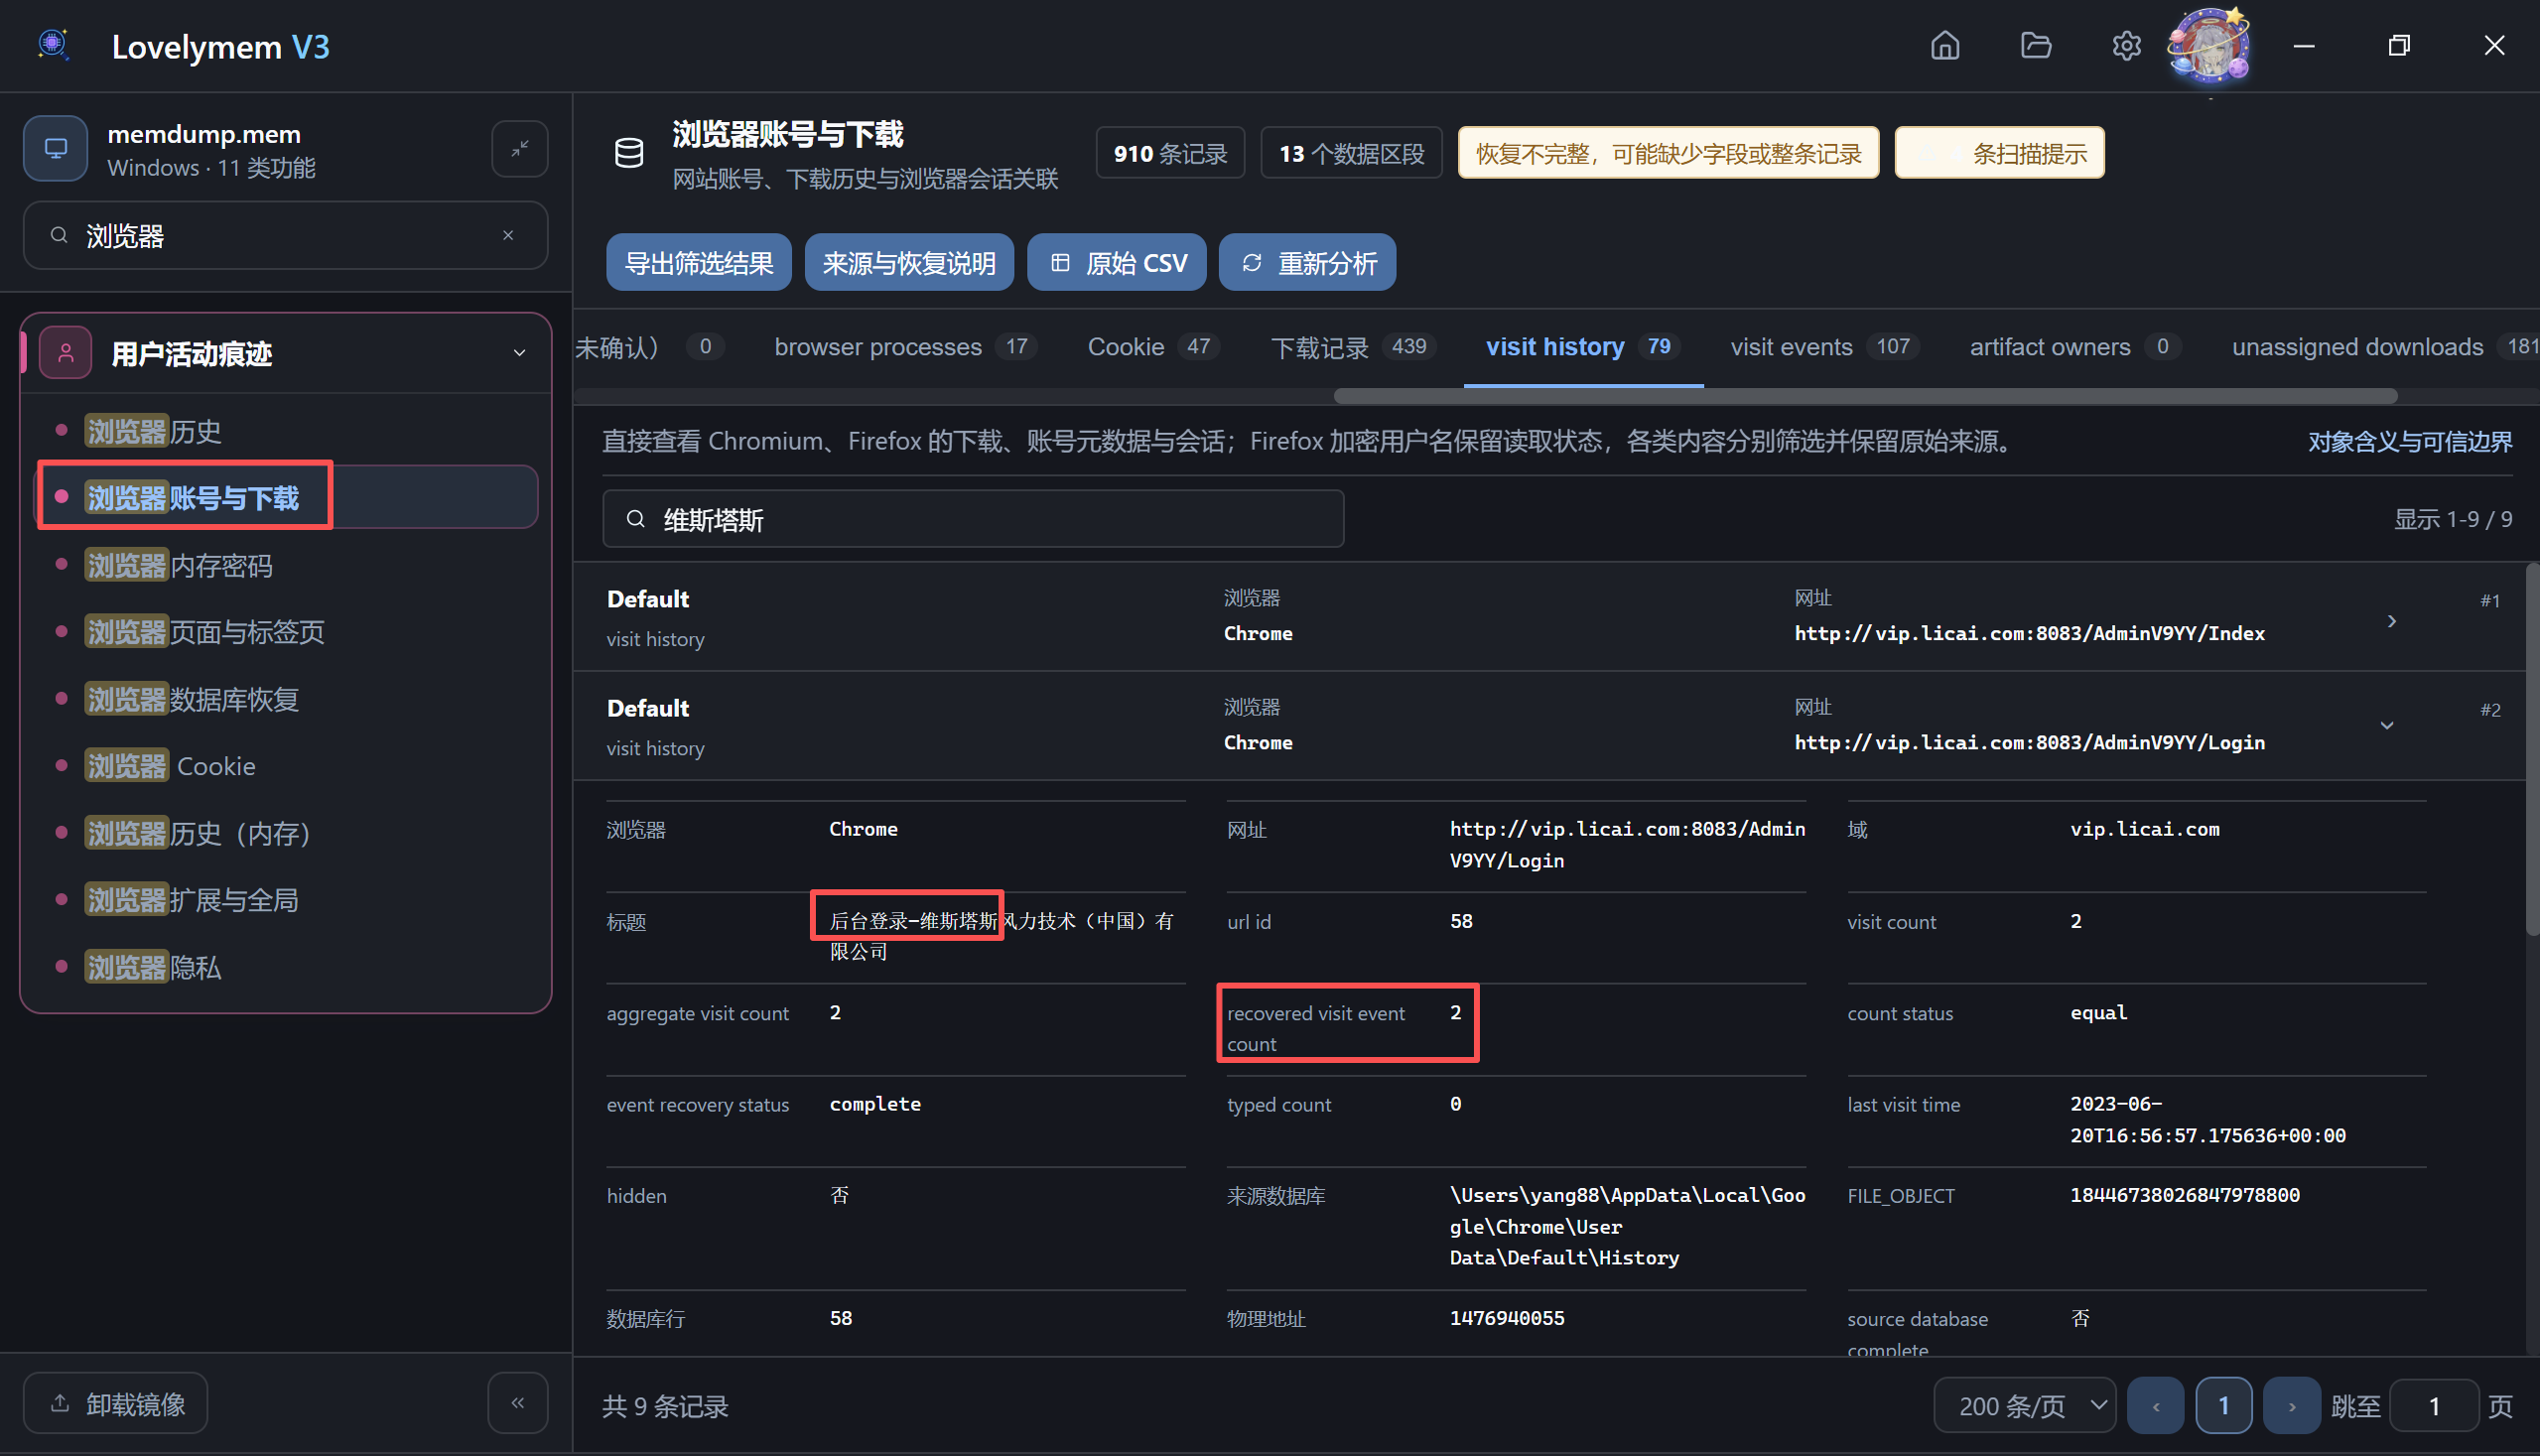 Lovelymem V3
memdump.mem
Windows · 11 类功能
浏览器
用户活动痕迹
浏览器历史
浏览器账号与下载
浏览器内存密码
浏览器页面与标签页
浏览器数据库恢复
浏览器 Cookie
浏览器历史（内存）
浏览器扩展与全局
浏览器隐私
卸载镜像
浏览器账号与下载
网站账号、下载历史与浏览器会话关联
910 条记录
13 个数据区段
恢复不完整，可能缺少字段或整条记录
条扫描提示
导出筛选结果
来源与恢复说明
原始 CSV
重新分析
未确认） 0
browser processes 17
Cookie 47
下载记录 439
visit history 79
visit events 107
artifact owners 0
unassigned downloads 181
直接查看 Chromium、Firefox 的下载、账号元数据与会话；Firefox 加密用户名保留读取状态，各类内容分别筛选并保留原始来源。
对象含义与可信边界
维斯塔斯
显示 1-9 / 9
Default
visit history
浏览器
Chrome
网址
http://vip.licai.com:8083/AdminV9YY/Index
#1
Default
visit history
浏览器
Chrome
网址
http://vip.licai.com:8083/AdminV9YY/Login
#2
浏览器
Chrome
网址
http://vip.licai.com:8083/Admin
V9YY/Login
域
vip.licai.com
标题
后台登录-维斯塔斯风力技术（中国）有
限公司
url id
58
visit count
2
aggregate visit count
2
recovered visit event
count
2
count status
equal
event recovery status
complete
typed count
0
last visit time
2023-06-
20T16:56:57.175636+00:00
hidden
否
来源数据库
\Users\yang88\AppData\Local\Goo
gle\Chrome\User
Data\Default\History
FILE_OBJECT
18446738026847978800
数据库行
58
物理地址
1476940055
source database
complete
否
共 9 条记录
200 条/页
1
跳至
1
页